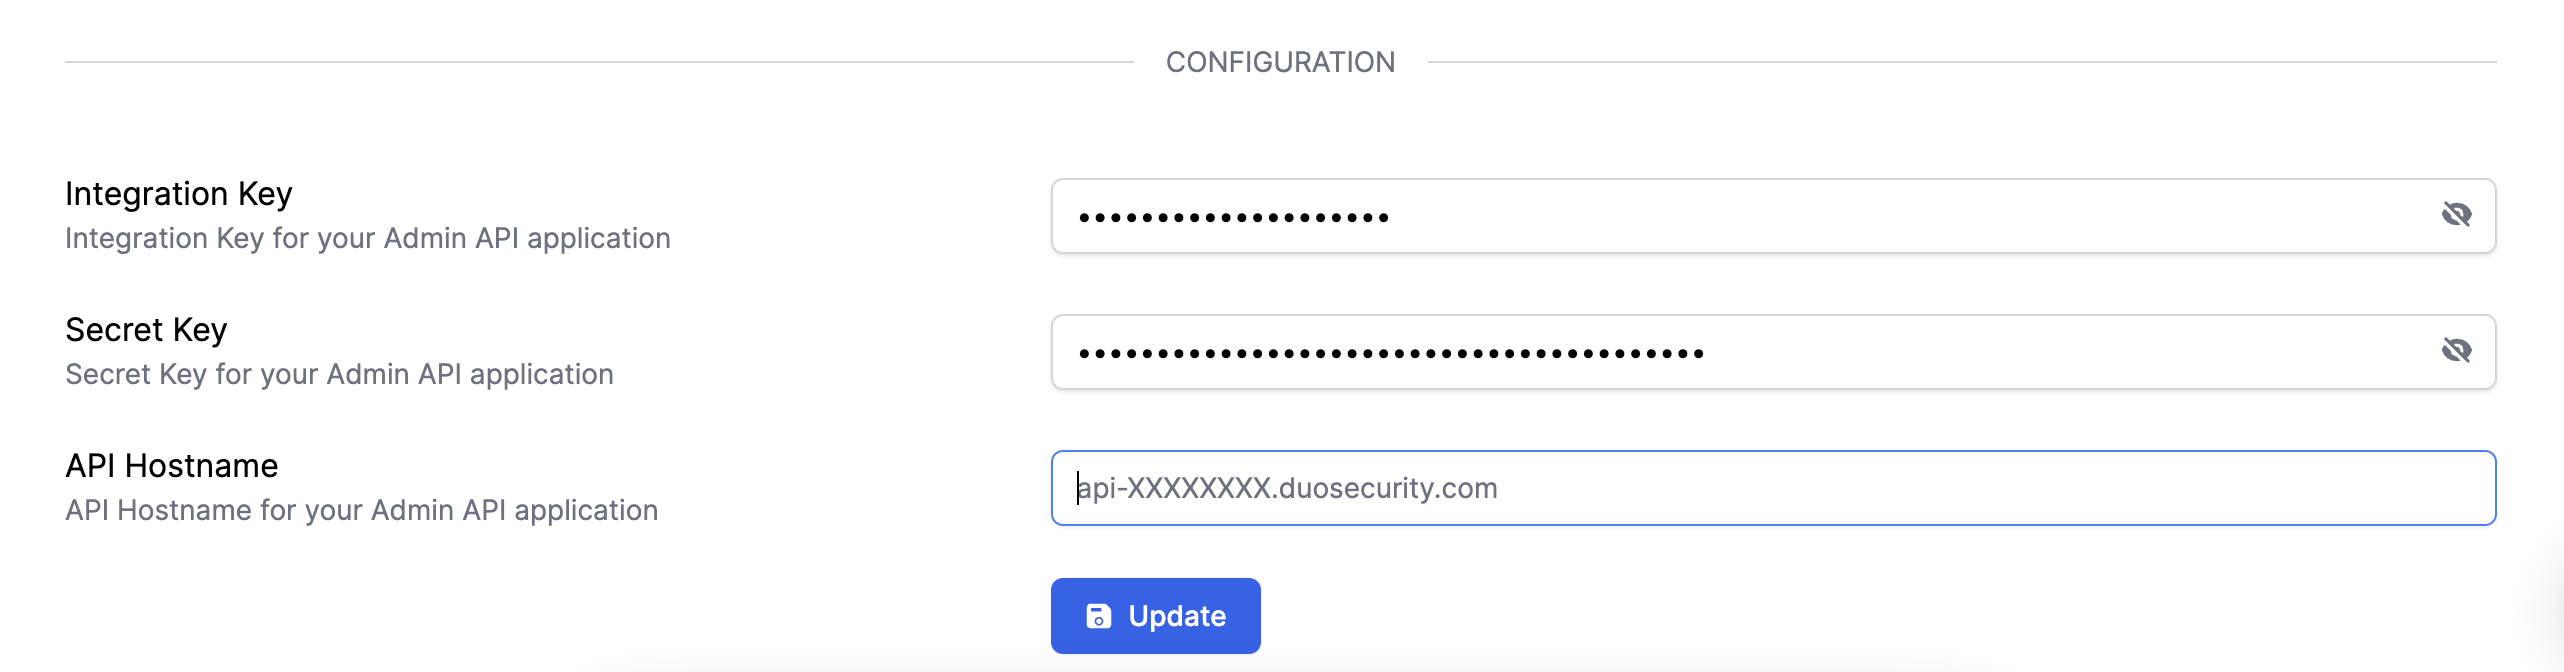 CONFIGURATION
Integration Key
Integration Key for your Admin API application
••••••••••••••••••••
Secret Key
Secret Key for your Admin API application
••••••••••••••••••••••••••••••••••••••••
API Hostname
API Hostname for your Admin API application
api-XXXXXXXX.duosecurity.com
Update